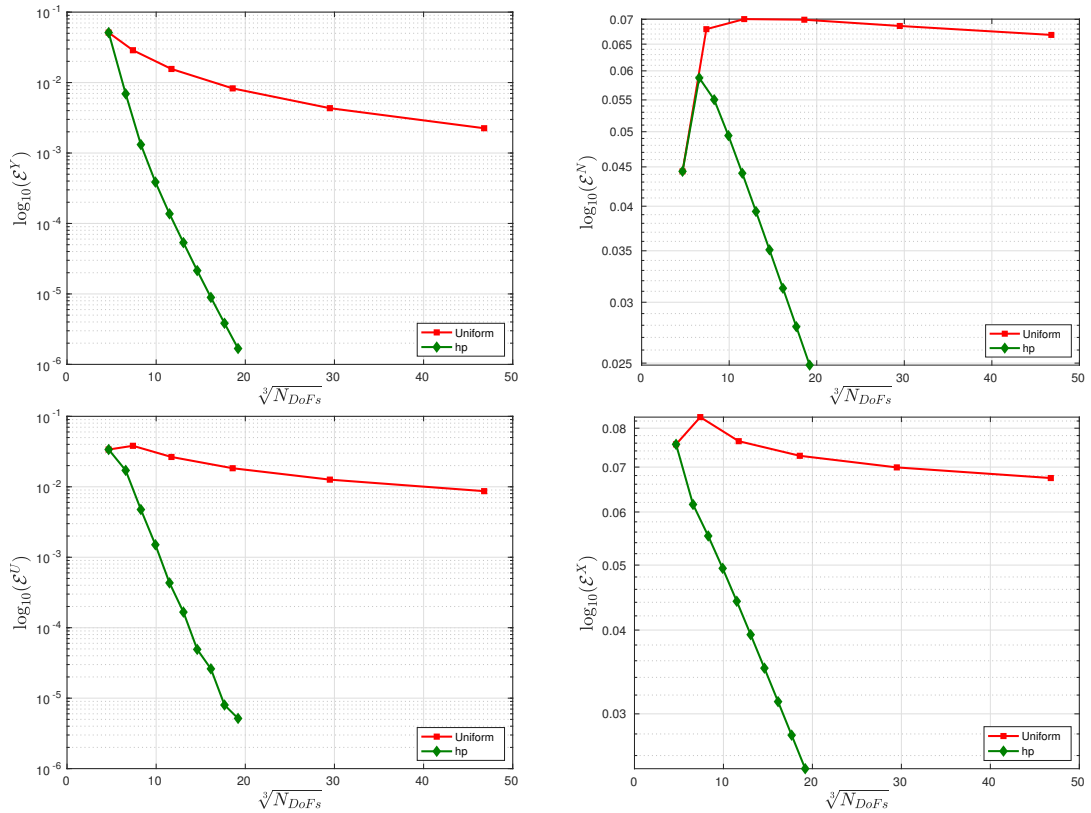 10⁻¹
10⁻²
10⁻³
10⁻⁴
10⁻⁵
10⁻⁶
log₁₀(ℰ^Y)
Uniform
hp
0 10 20 30 40 50
∛N_DoFs
0.07
0.065
0.06
0.055
0.05
0.045
0.04
0.035
0.03
0.025
log₁₀(ℰ^N)
Uniform
hp
0 10 20 30 40 50
∛N_DoFs
10⁻¹
10⁻²
10⁻³
10⁻⁴
10⁻⁵
10⁻⁶
log₁₀(ℰ^U)
Uniform
hp
0 10 20 30 40 50
∛N_DoFs
0.08
0.07
0.06
0.05
0.04
0.03
log₁₀(ℰ^X)
Uniform
hp
0 10 20 30 40 50
∛N_DoFs